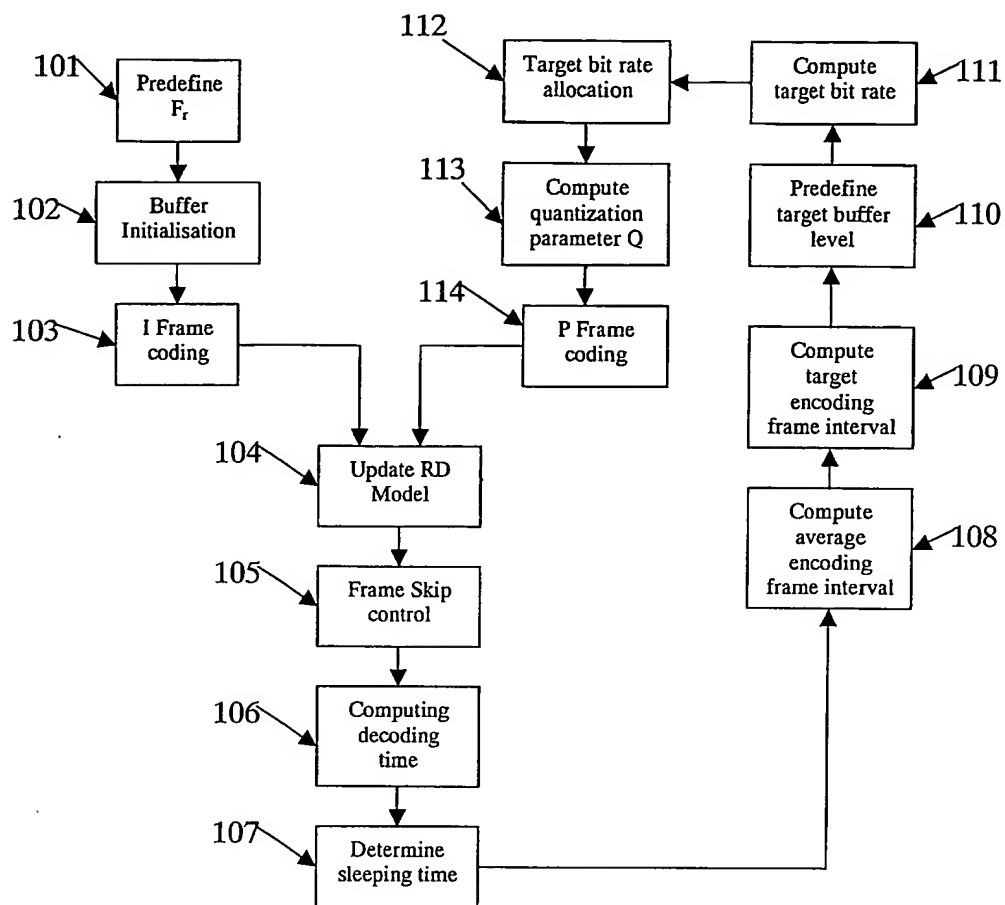 101
Predefine
Fr
102
Buffer
Initialisation
103
I Frame
coding
112
Target bit rate
allocation
113
Compute
quantization
parameter Q
114
P Frame
coding
Compute
target bit rate
111
Predefine
target buffer
level
110
Compute
target
encoding
frame interval
109
Compute
average
encoding
frame interval
108
104
Update RD
Model
105
Frame Skip
control
106
Computing
decoding
time
107
Determine
sleeping time